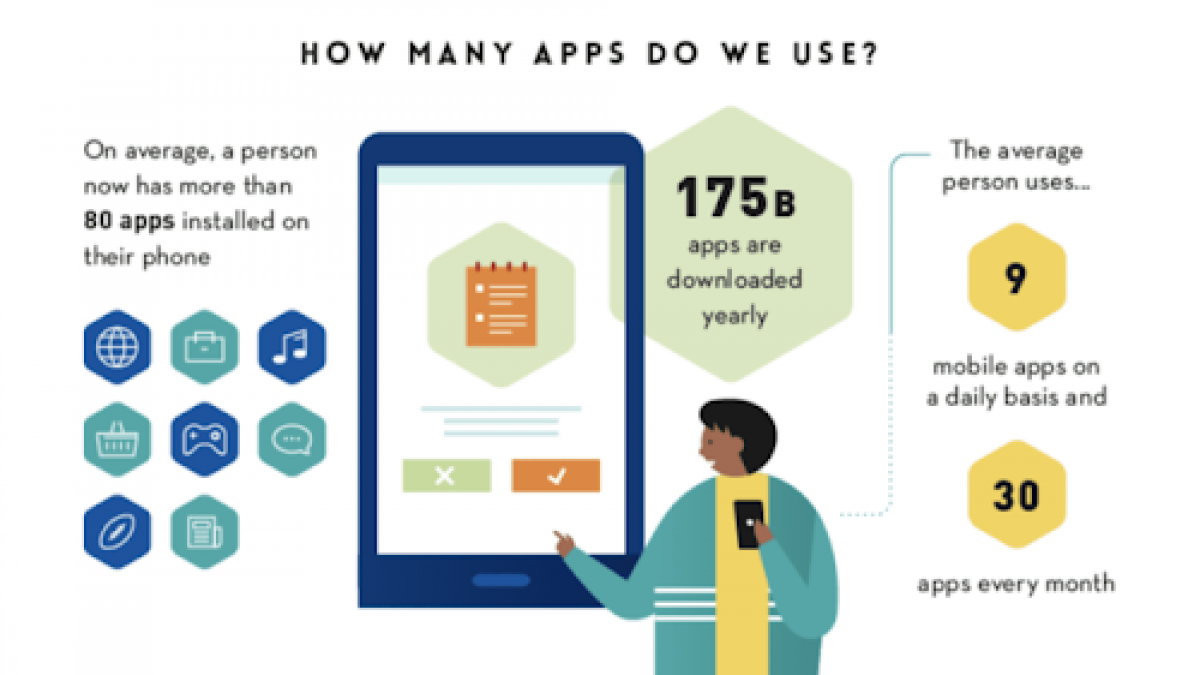 HOW MANY APPS DO WE USE?
On average, a person
now has more than
80 apps installed on
their phone
175B
apps are
downloaded
yearly
The average
person uses...
9
mobile apps on
a daily basis and
30
apps every month